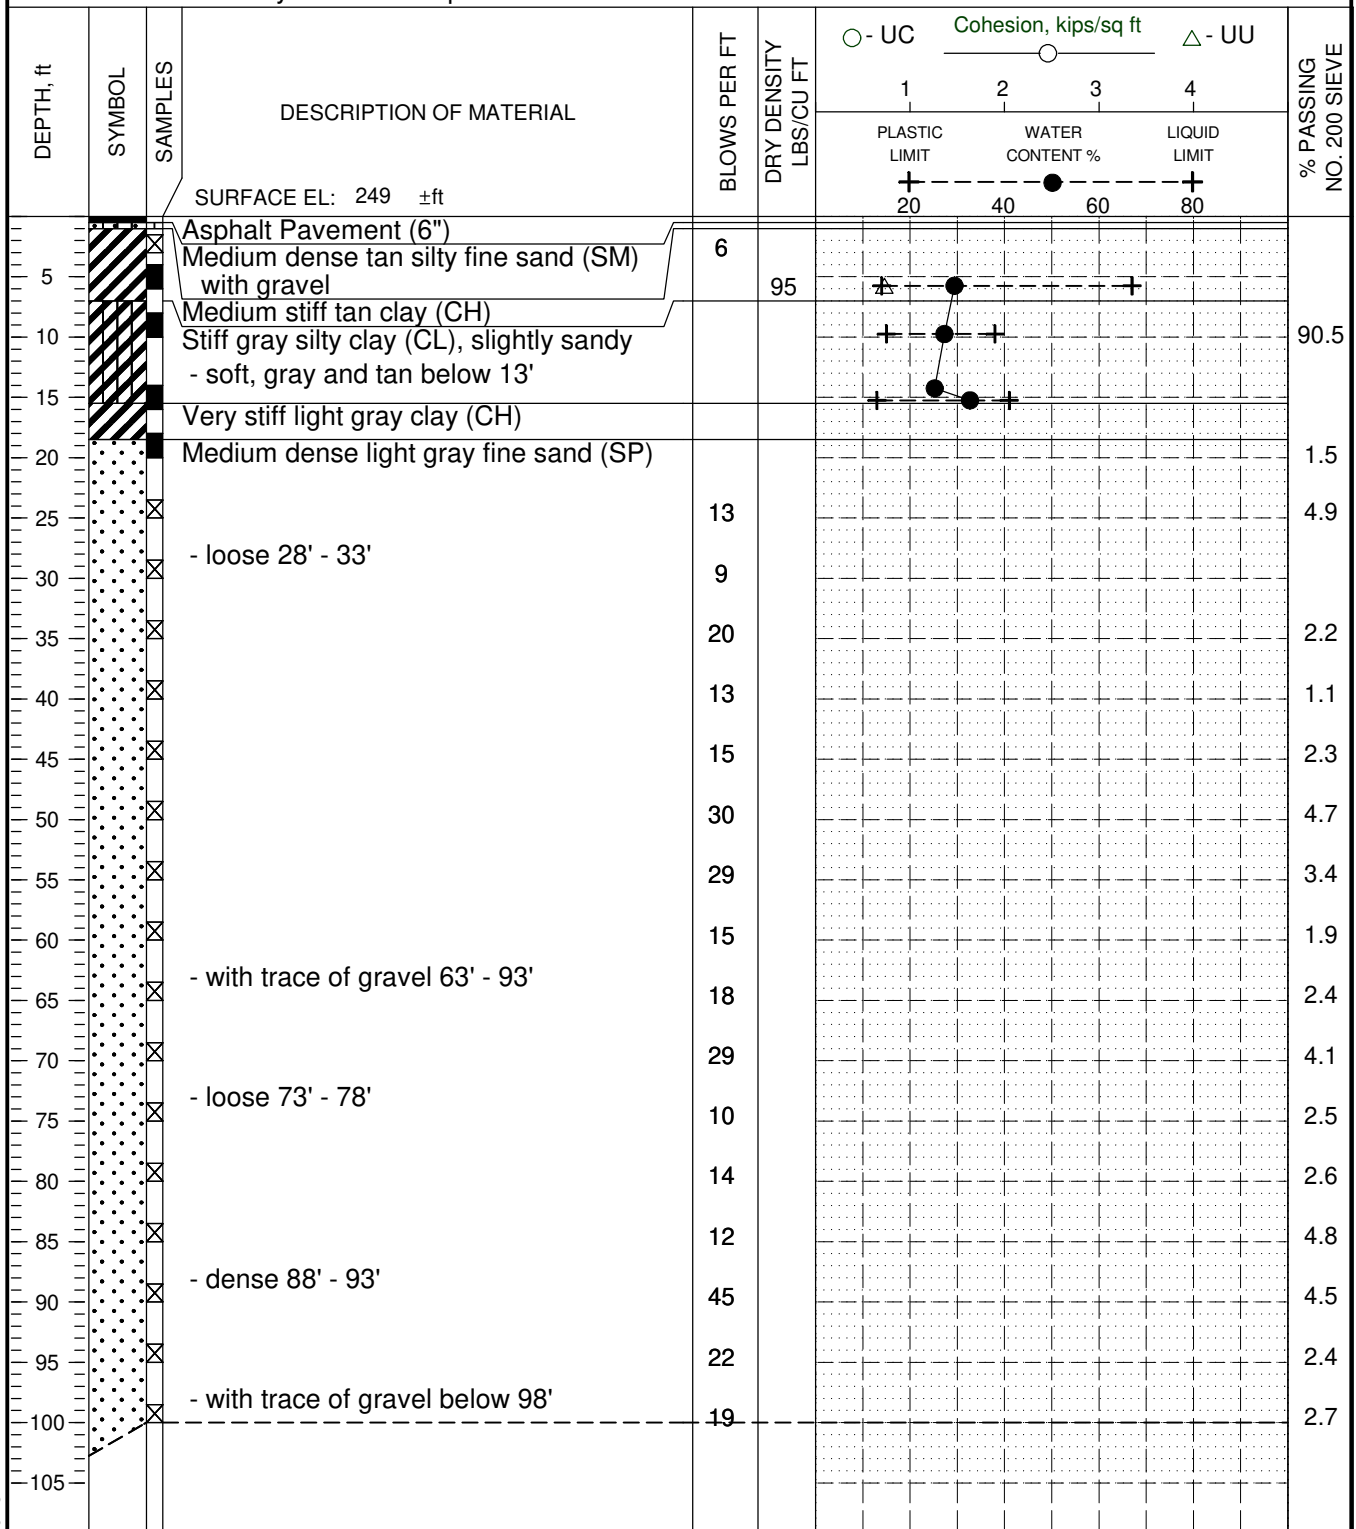 ○ - UC Cohesion, kips/sq ft △ - UU
1 2 3 4
DEPTH, ft
SYMBOL
SAMPLES
DESCRIPTION OF MATERIAL
BLOWS PER FT
DRY DENSITY
LBS/CU FT
PLASTIC
LIMIT
WATER
CONTENT %
LIQUID
LIMIT
20 40 60 80
% PASSING
NO. 200 SIEVE
SURFACE EL: 249 ±ft
Asphalt Pavement (6")
Medium dense tan silty fine sand (SM) 6
with gravel
5 95
Medium stiff tan clay (CH)
10 Stiff gray silty clay (CL), slightly sandy 90.5
- soft, gray and tan below 13'
15
Very stiff light gray clay (CH)
20 Medium dense light gray fine sand (SP) 1.5
25 13 4.9
- loose 28' - 33'
30 9
35 20 2.2
40 13 1.1
45 15 2.3
50 30 4.7
55 29 3.4
60 15 1.9
- with trace of gravel 63' - 93'
65 18 2.4
70 29 4.1
- loose 73' - 78'
75 10 2.5
80 14 2.6
85 12 4.8
- dense 88' - 93'
90 45 4.5
95 22 2.4
- with trace of gravel below 98'
100 19 2.7
105